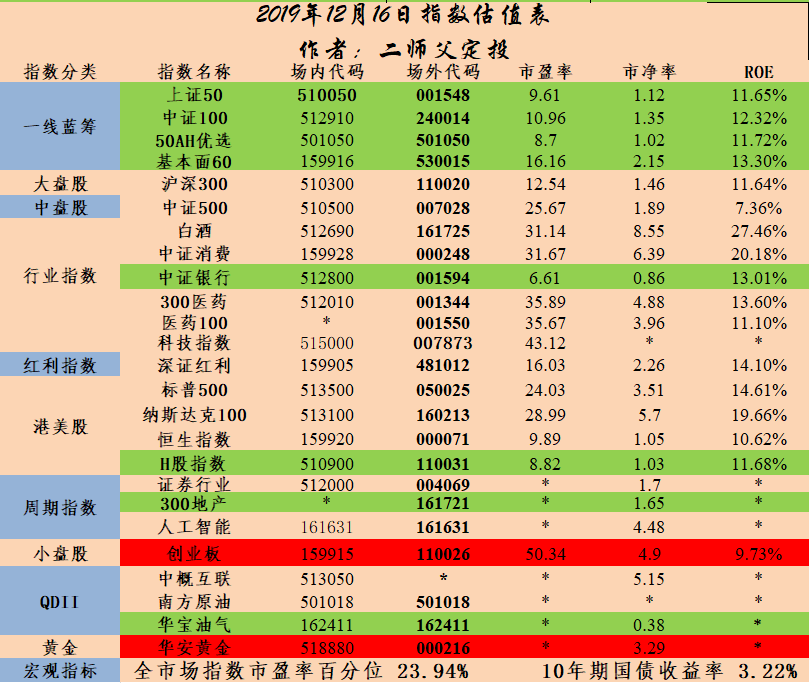 2019年12月16日指数估值表
作者：二师父定投
指数分类 指数名称 场内代码 场外代码 市盈率 市净率 ROE
一线蓝筹 上证50 510050 001548 9.61 1.12 11.65%
中证100 512910 240014 10.96 1.35 12.32%
50AH优选 501050 501050 8.7 1.02 11.72%
基本面60 159916 530015 16.16 2.15 13.30%
大盘股 沪深300 510300 110020 12.54 1.46 11.64%
中盘股 中证500 510500 007028 25.67 1.89 7.36%
行业指数 白酒 512690 161725 31.14 8.55 27.46%
中证消费 159928 000248 31.67 6.39 20.18%
中证银行 512800 001594 6.61 0.86 13.01%
300医药 512010 001344 35.89 4.88 13.60%
医药100 * 001550 35.67 3.96 11.10%
科技指数 515000 007873 43.12 * *
红利指数 深证红利 159905 481012 16.03 2.26 14.10%
港美股 标普500 513500 050025 24.03 3.51 14.61%
纳斯达克100 513100 160213 28.99 5.7 19.66%
恒生指数 159920 000071 9.89 1.05 10.62%
H股指数 510900 110031 8.82 1.03 11.68%
周期指数 证券行业 512000 004069 * 1.7 *
300地产 * 161721 * 1.65 *
人工智能 161631 161631 * 4.48 *
小盘股 创业板 159915 110026 50.34 4.9 9.73%
QDII 中概互联 513050 * * 5.15 *
南方原油 501018 501018 * * *
华宝油气 162411 162411 * 0.38 *
黄金 华安黄金 518880 000216 * 3.29 *
宏观指标 全市场指数市盈率百分位 23.94% 10年期国债收益率 3.22%